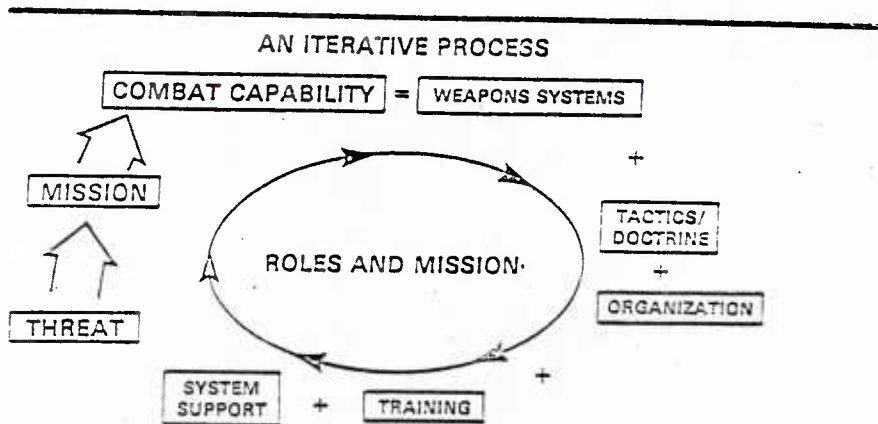 AN ITERATIVE PROCESS
COMBAT CAPABILITY = WEAPONS SYSTEMS
+
MISSION
TACTICS/
DOCTRINE
ROLES AND MISSION
+
ORGANIZATION
THREAT
+
SYSTEM
SUPPORT + TRAINING